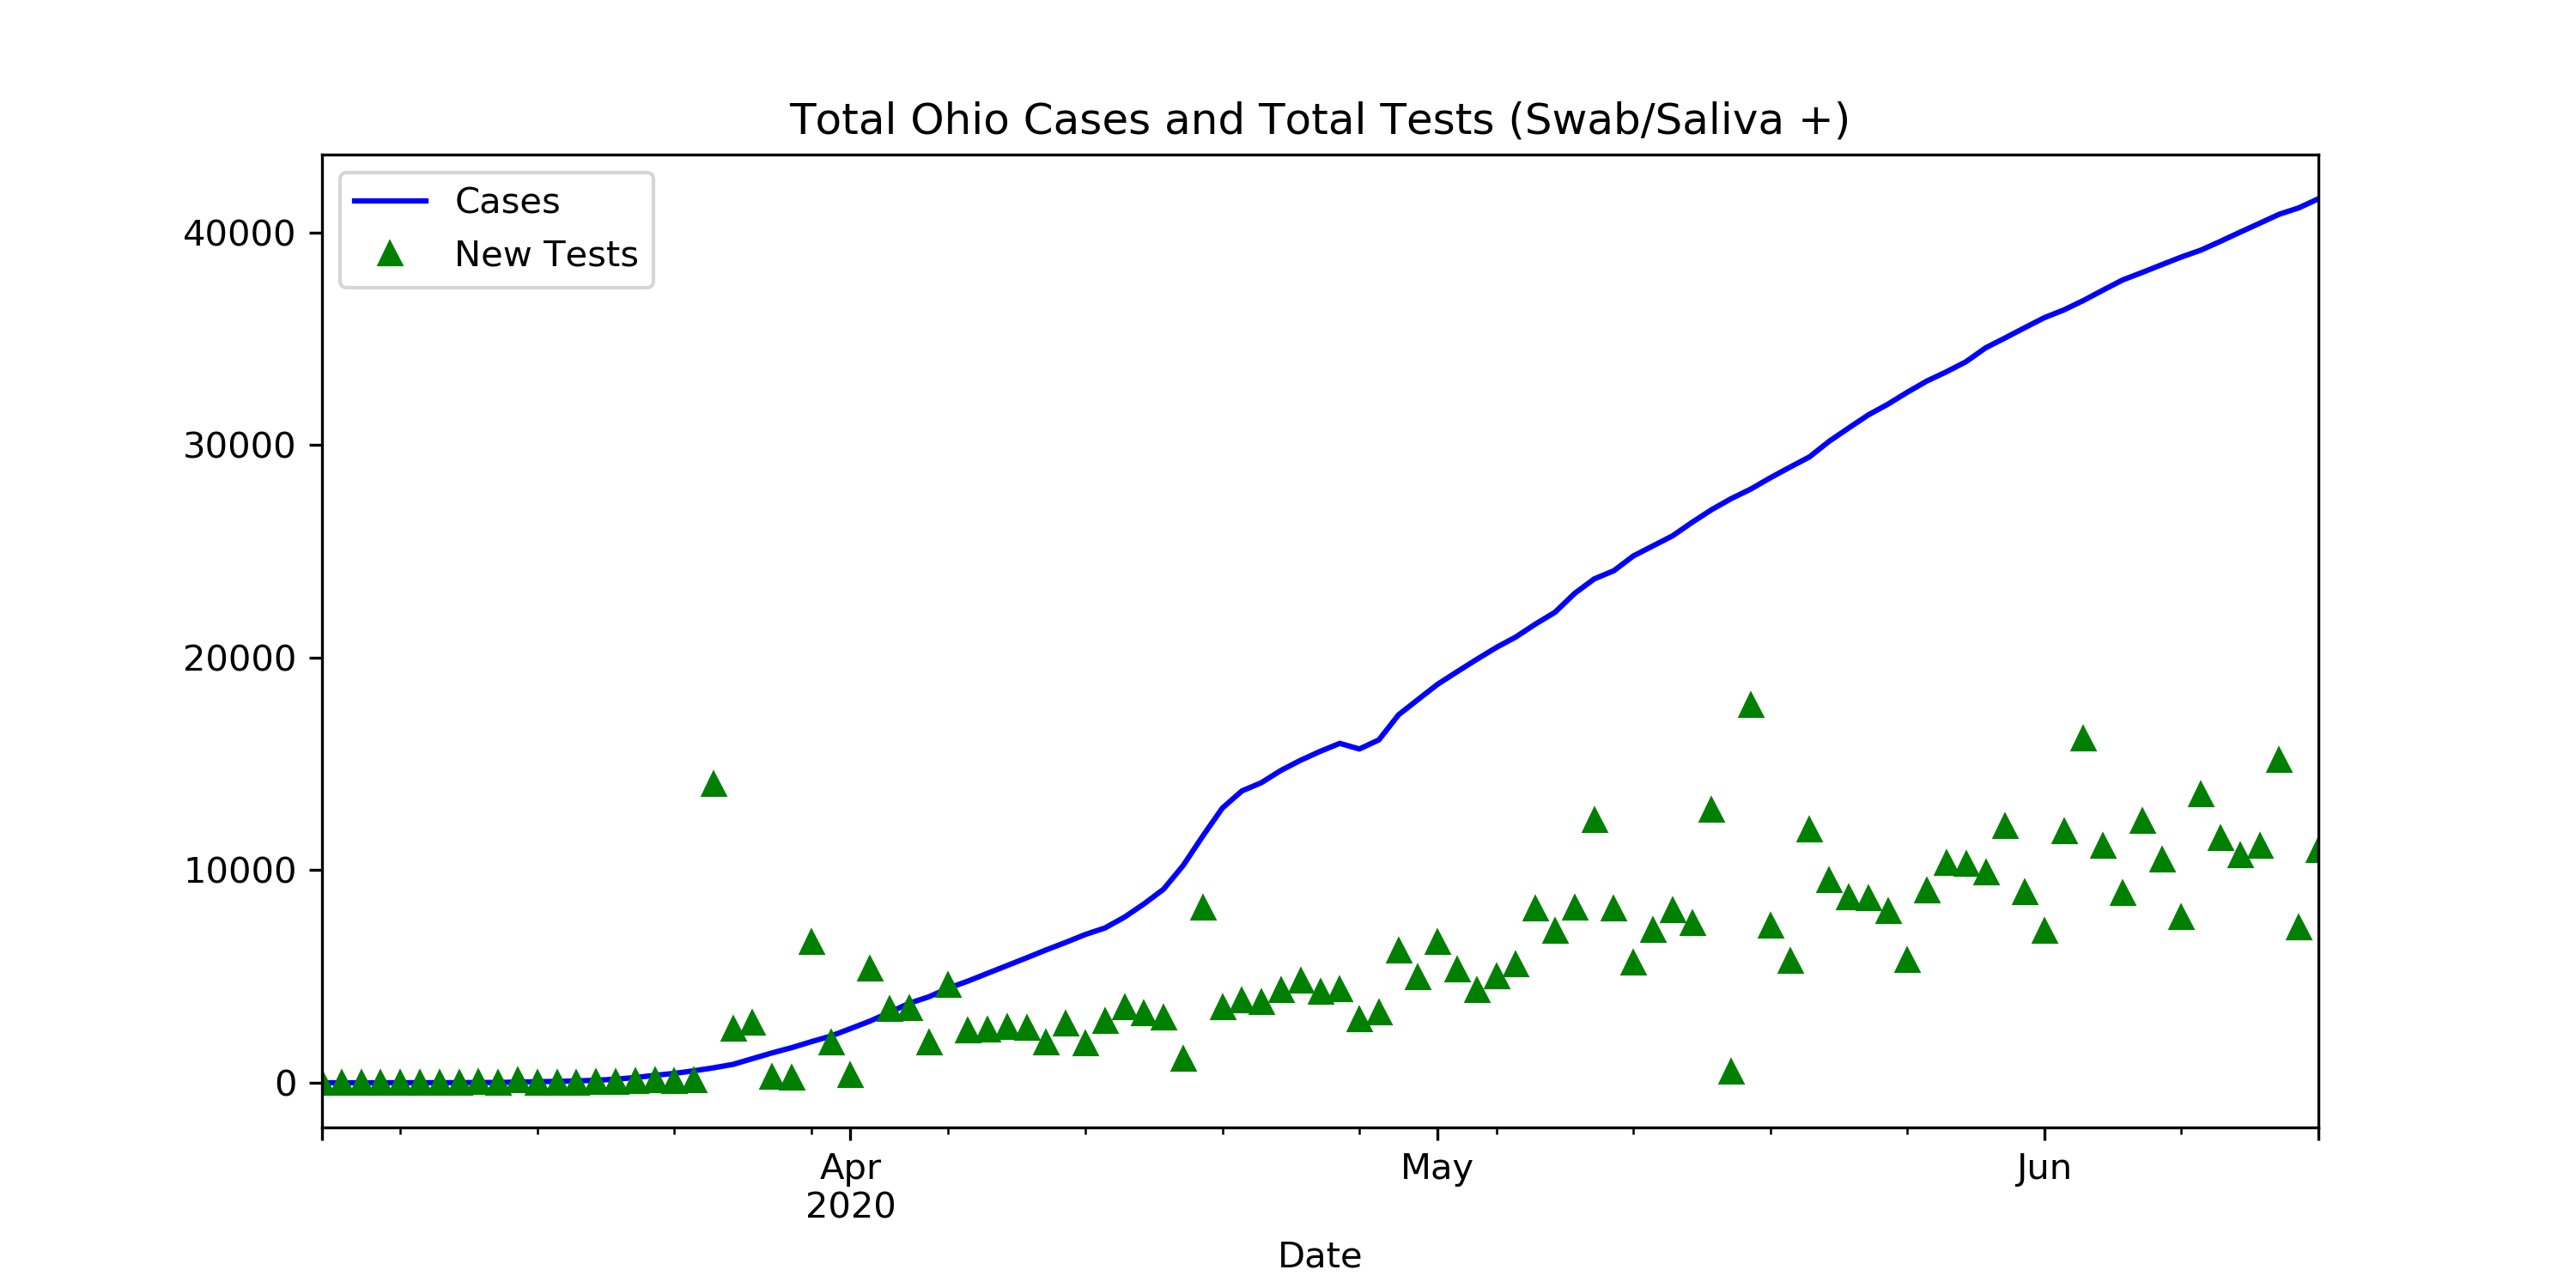 Total Ohio Cases and Total Tests (Swab/Saliva +)
Cases
New Tests
40000
30000
20000
10000
0
Apr
2020
May
Jun
Date